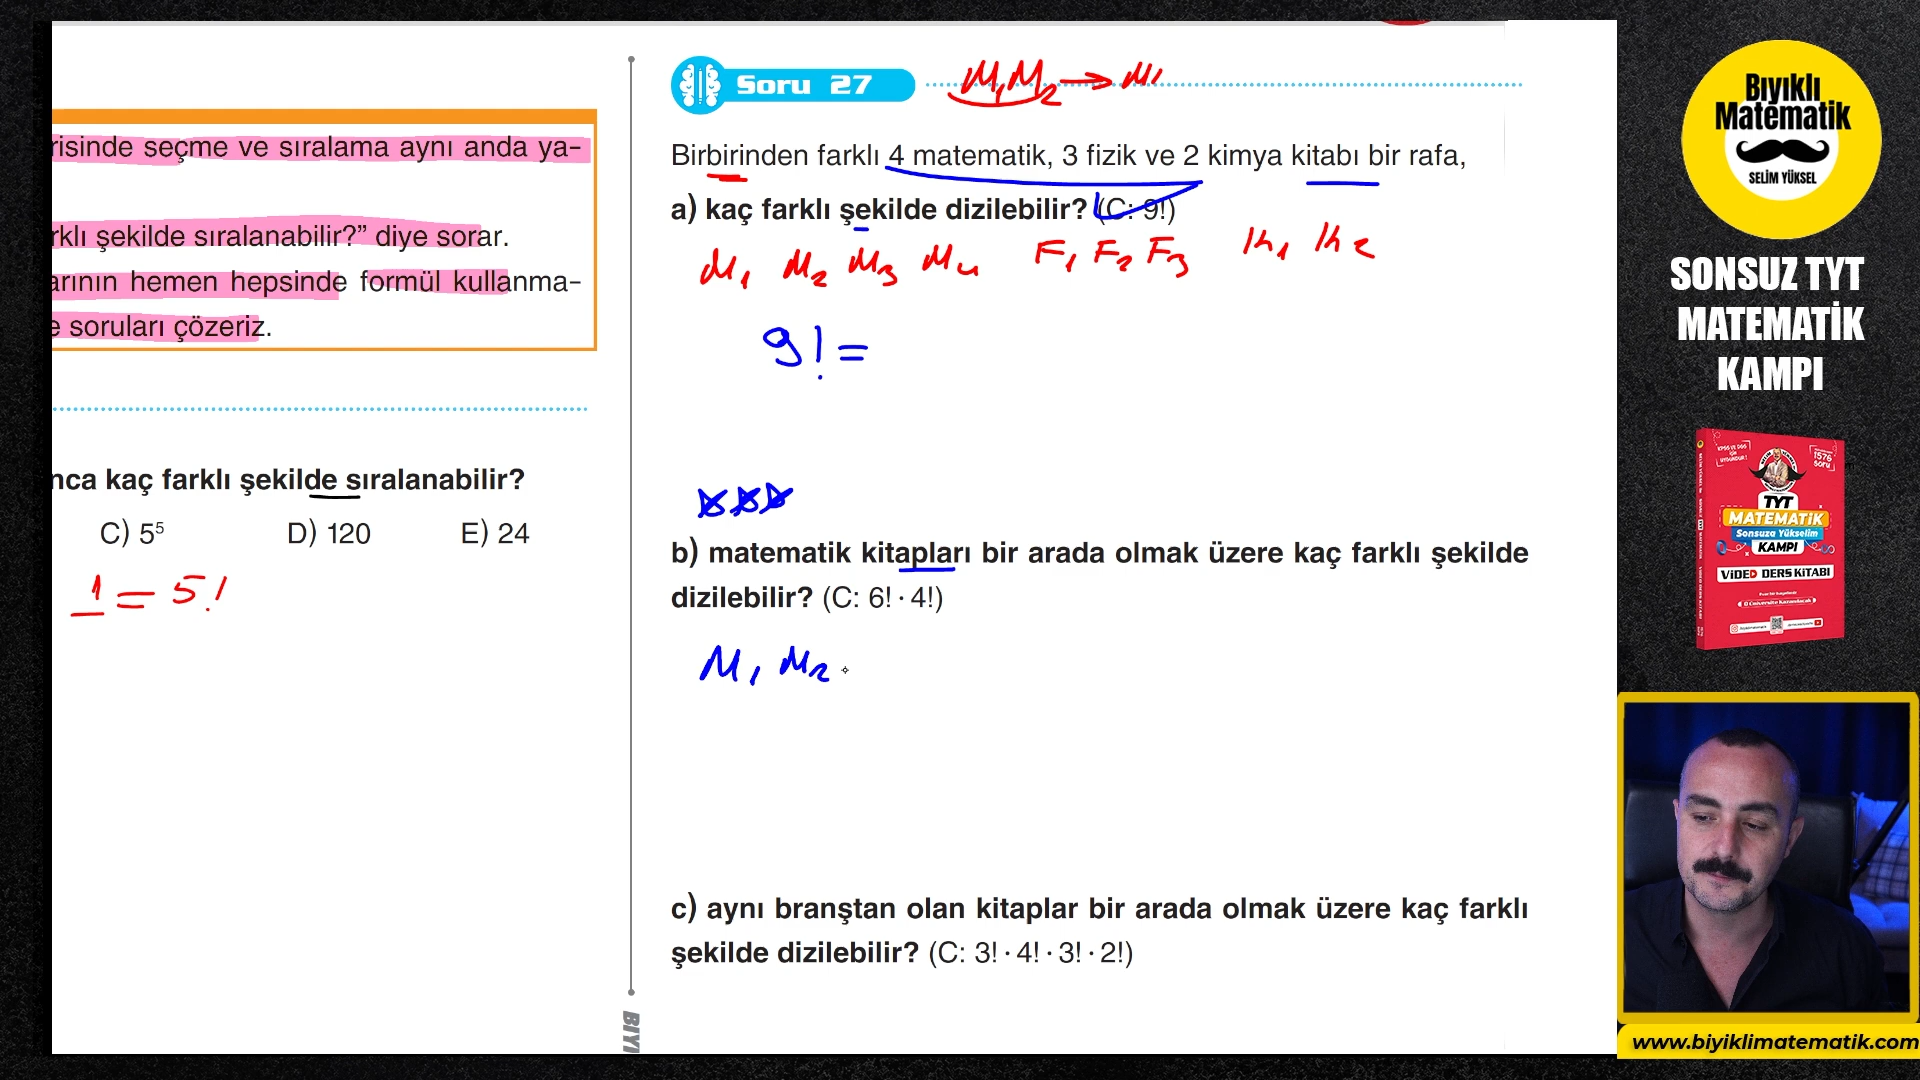 risinde seçme ve sıralama aynı anda ya-
rklı şekilde sıralanabilir?” diye sorar.
arının hemen hepsinde formül kullanma-
e soruları çözeriz.
nca kaç farklı şekilde sıralanabilir?
C) 5⁵ D) 120 E) 24
1 = 5!
Soru 27
M₁ M₂ → M₁
Birbirinden farklı 4 matematik, 3 fizik ve 2 kimya kitabı bir rafa,
a) kaç farklı şekilde dizilebilir? (C: 9!)
M₁ M₂ M₃ M₄ F₁ F₂ F₃ K₁ K₂
9! =
b) matematik kitapları bir arada olmak üzere kaç farklı şekilde
dizilebilir? (C: 6! · 4!)
M₁ M₂
c) aynı branştan olan kitaplar bir arada olmak üzere kaç farklı
şekilde dizilebilir? (C: 3! · 4! · 3! · 2!)
BIYI
Bıyıklı
Matematik
SELİM YÜKSEL
SONSUZ TYT
MATEMATİK
KAMPI
1576
soru
TYT
MATEMATİK
Sonsuza Yükselim
KAMPI
VİDEO DERS KİTABI
www.biyiklimatematik.com